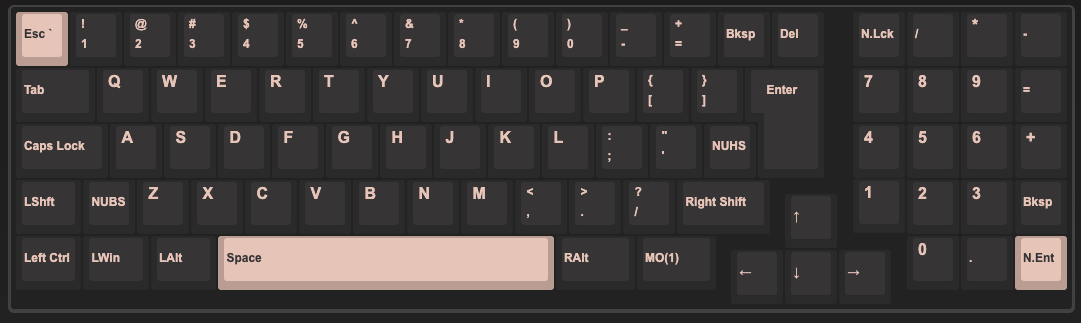 Esc ` ! 1 @ 2 # 3 $ 4 % 5 ^ 6 & 7 * 8 ( 9 ) 0 _ - + = Bksp Del N.Lck / * -
Tab Q W E R T Y U I O P { [ } ] Enter 7 8 9 =
Caps Lock A S D F G H J K L : ; " ' NUHS 4 5 6 +
LShft NUBS Z X C V B N M < , > . ? / Right Shift ↑ 1 2 3 Bksp
Left Ctrl LWin LAlt Space RAlt MO(1) ← ↓ → 0 . N.Ent